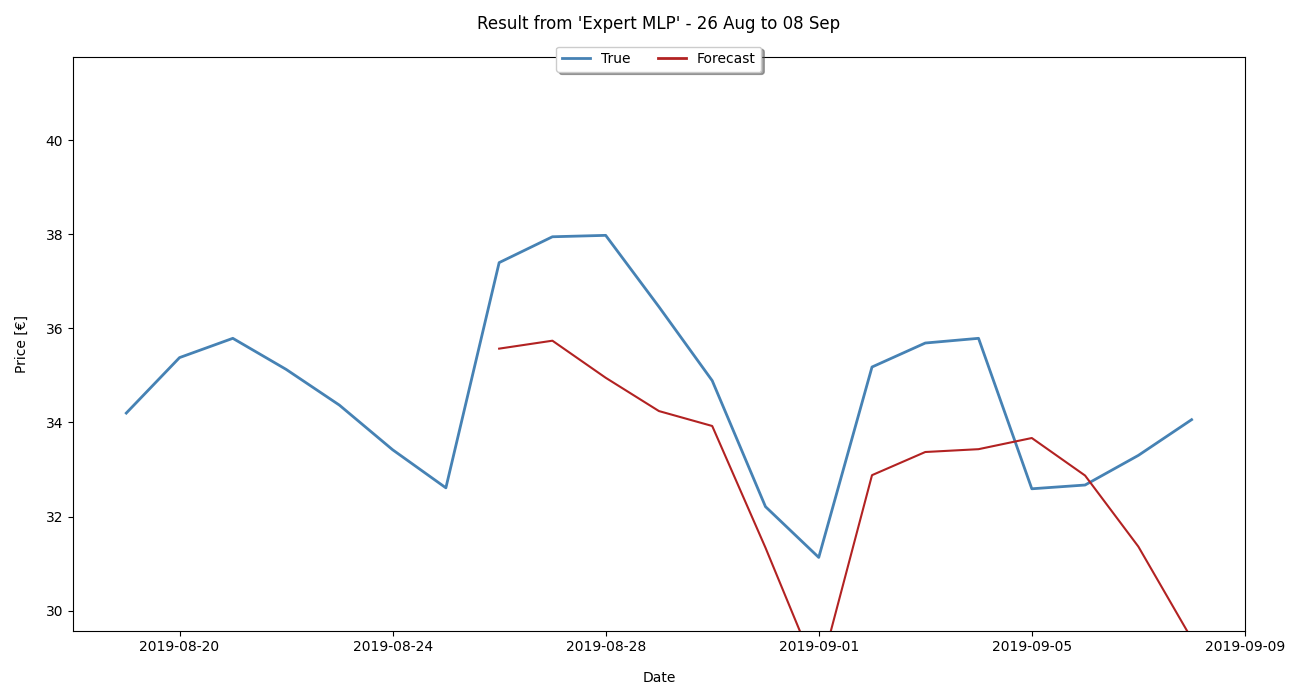 Result from 'Expert MLP' - 26 Aug to 08 Sep
True Forecast
Price [€]
40
38
36
34
32
30
2019-08-20 2019-08-24 2019-08-28 2019-09-01 2019-09-05 2019-09-09
Date